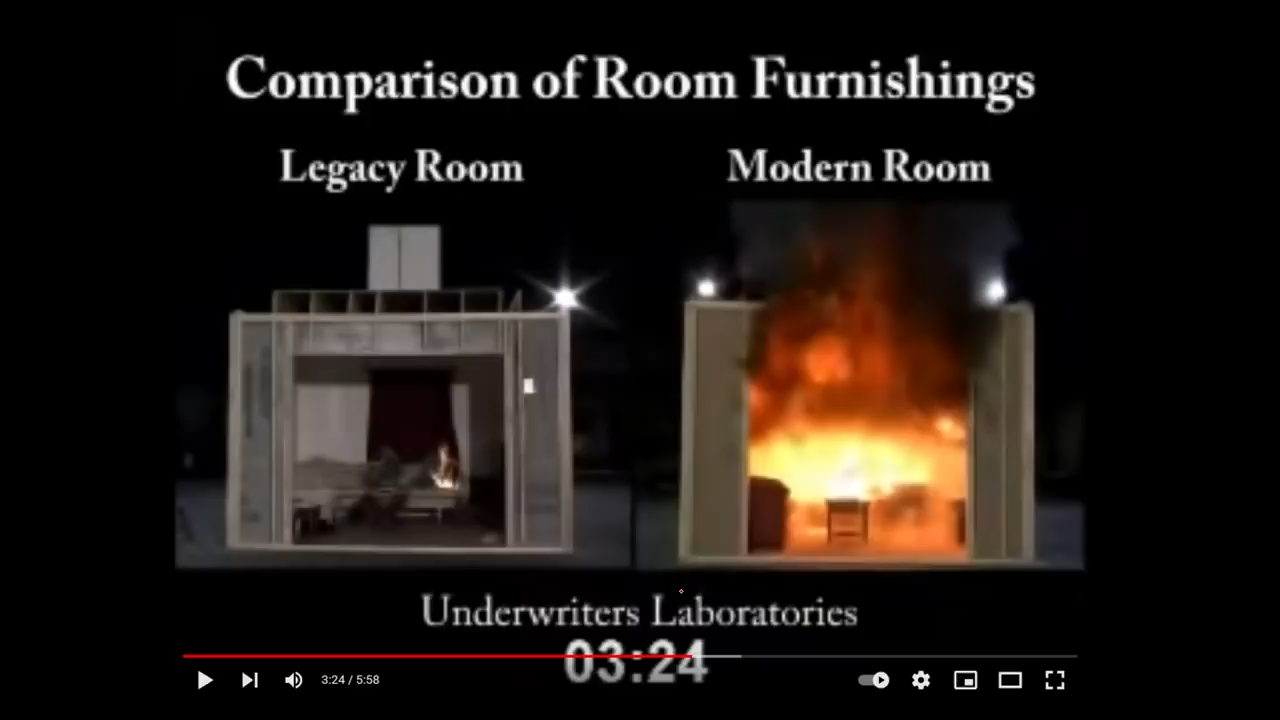 Comparison of Room Furnishings
Legacy Room
Modern Room
Underwriters Laboratories
03:24
3:24 / 5:58